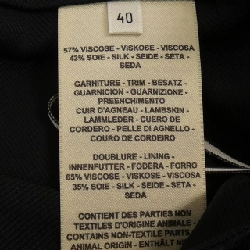 40
57% VISCOSE - VISKOSE - VISCOSA
43% SOIE - SILK - SEIDE - SETA -
SEDA
GARNITURE - TRIM - BESATZ -
GUARNICION - GUARNIZIONE -
PREENCHIMENTO
CUIR D'AGNEAU - LAMBSKIN -
LAMMLEDER - CUERO DE
CORDERO - PELLE DI AGNELLO -
COURO DE CORDEIRO
DOUBLURE - LINING -
INNENFUTTER - FODERA - FORRO
65% VISCOSE - VISKOSE - VISCOSA
35% SOIE - SILK - SEIDE - SETA -
SEDA
CONTIENT DES PARTIES NON
TEXTILES D'ORIGINE ANIMALE -
CONTAINS NON-TEXTILE PARTS
ANIMAL ORIGIN - ENTHÄLT